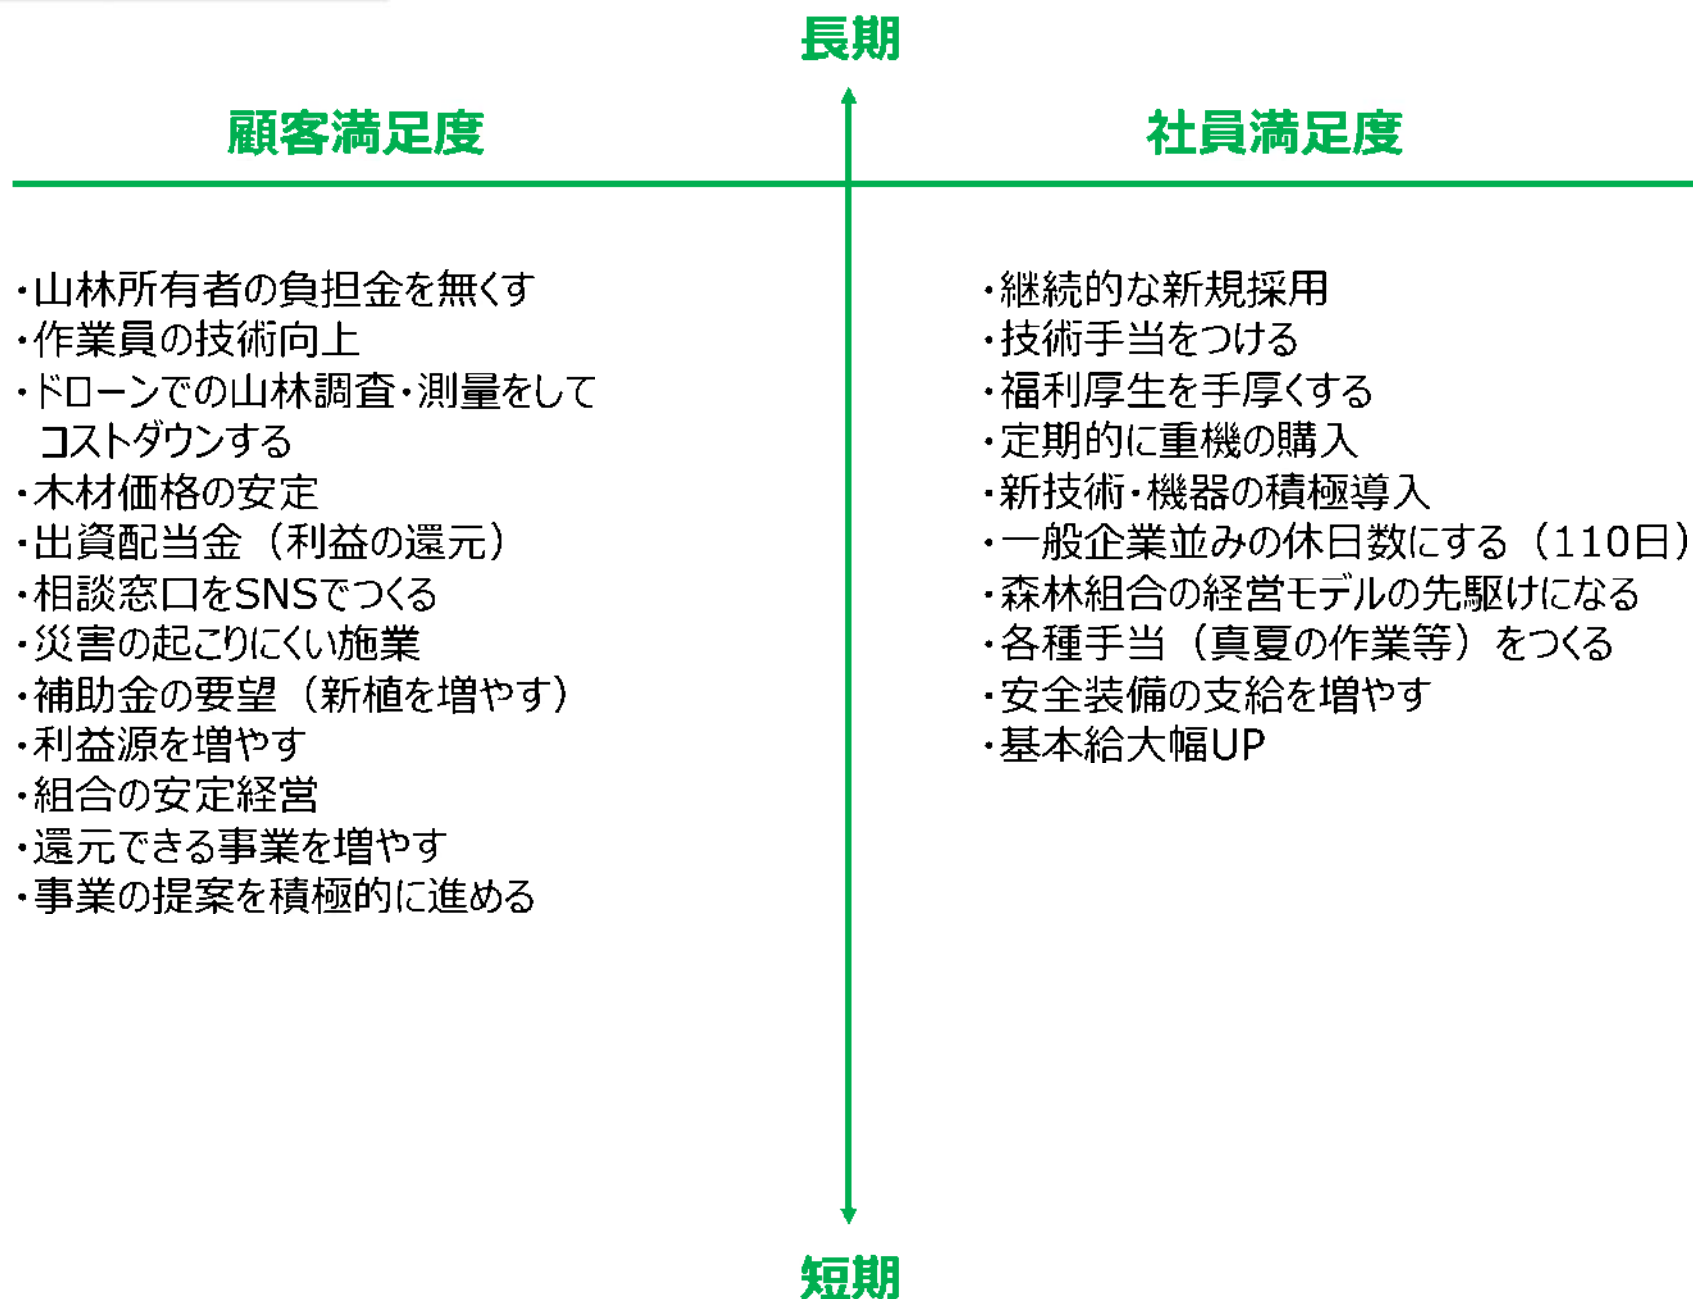 長期
顧客満足度
社員満足度
・山林所有者の負担金を無くす
・作業員の技術向上
・ドローンでの山林調査・測量をして
コストダウンする
・木材価格の安定
・出資配当金（利益の還元）
・相談窓口をSNSでつくる
・災害の起こりにくい施業
・補助金の要望（新植を増やす）
・利益源を増やす
・組合の安定経営
・還元できる事業を増やす
・事業の提案を積極的に進める
・継続的な新規採用
・技術手当をつける
・福利厚生を手厚くする
・定期的に重機の購入
・新技術・機器の積極導入
・一般企業並みの休日数にする（110日）
・森林組合の経営モデルの先駆けになる
・各種手当（真夏の作業等）をつくる
・安全装備の支給を増やす
・基本給大幅UP
短期